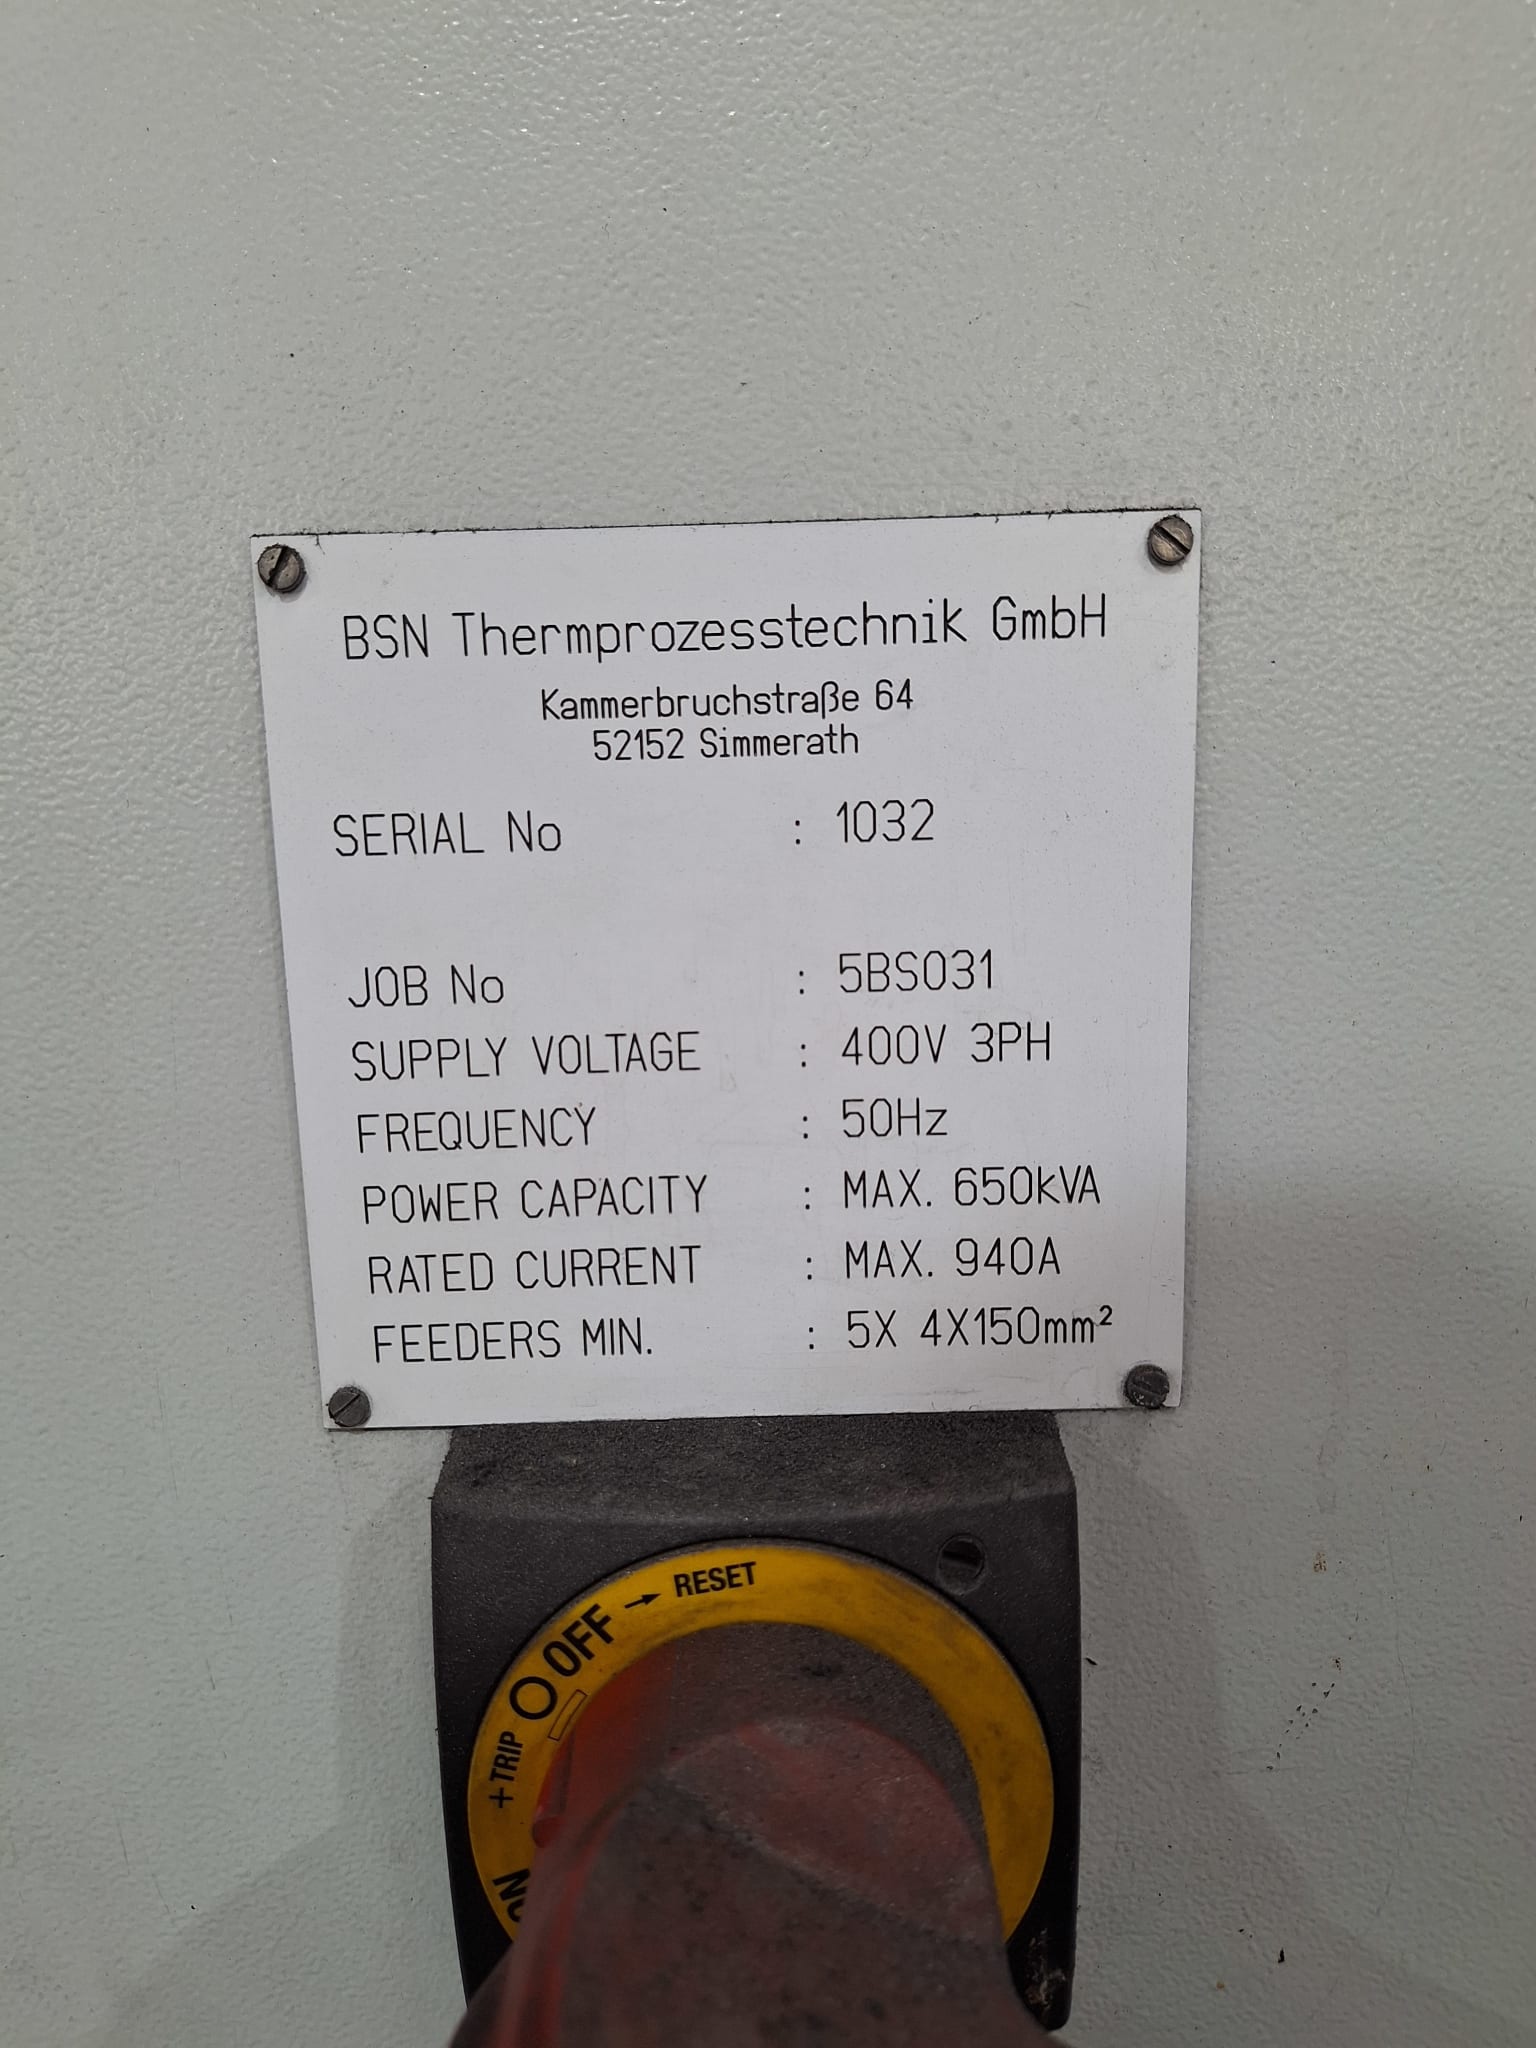 BSN Thermprozesstechnik GmbH
Kammerbruchstraße 64
52152 Simmerath
SERIAL No : 1032
JOB No : 5BS031
SUPPLY VOLTAGE : 400V 3PH
FREQUENCY : 50Hz
POWER CAPACITY : MAX. 650kVA
RATED CURRENT : MAX. 940A
FEEDERS MIN. : 5X 4X150mm²
RESET
OFF
+TRIP
ON